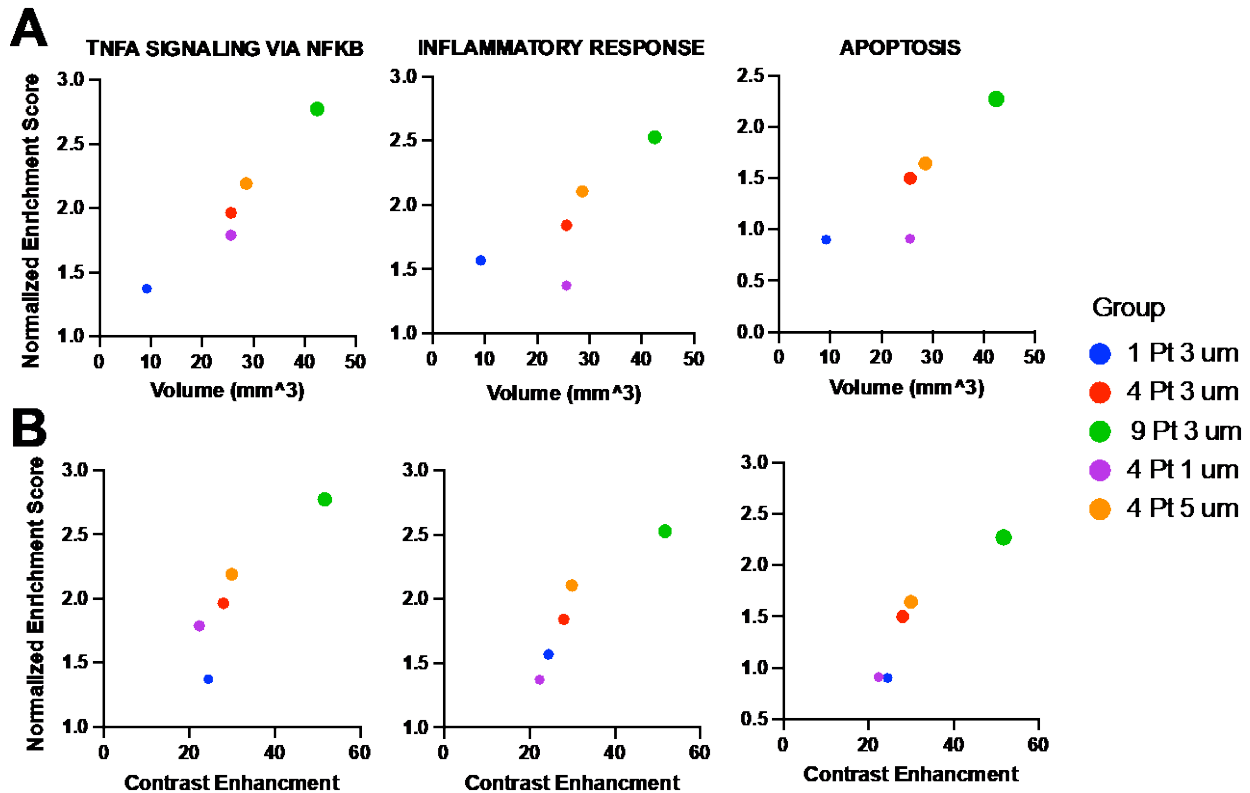 A
TNFA SIGNALING VIA NFKB
INFLAMMATORY RESPONSE
APOPTOSIS
Normalized Enrichment Score
3.0
2.5
2.0
1.5
1.0
0 10 20 30 40 50
Volume (mm^3)
3.0
2.5
2.0
1.5
1.0
0 10 20 30 40 50
Volume (mm^3)
2.5
2.0
1.5
1.0
0.5
0.0
0 10 20 30 40 50
Volume (mm^3)
Group
1 Pt 3 um
4 Pt 3 um
9 Pt 3 um
4 Pt 1 um
4 Pt 5 um
B
Normalized Enrichment Score
3.0
2.5
2.0
1.5
1.0
0 20 40 60
Contrast Enhancment
3.0
2.5
2.0
1.5
1.0
0 20 40 60
Contrast Enhancment
3.0
2.5
2.0
1.5
1.0
0.5
0 20 40 60
Contrast Enhancment